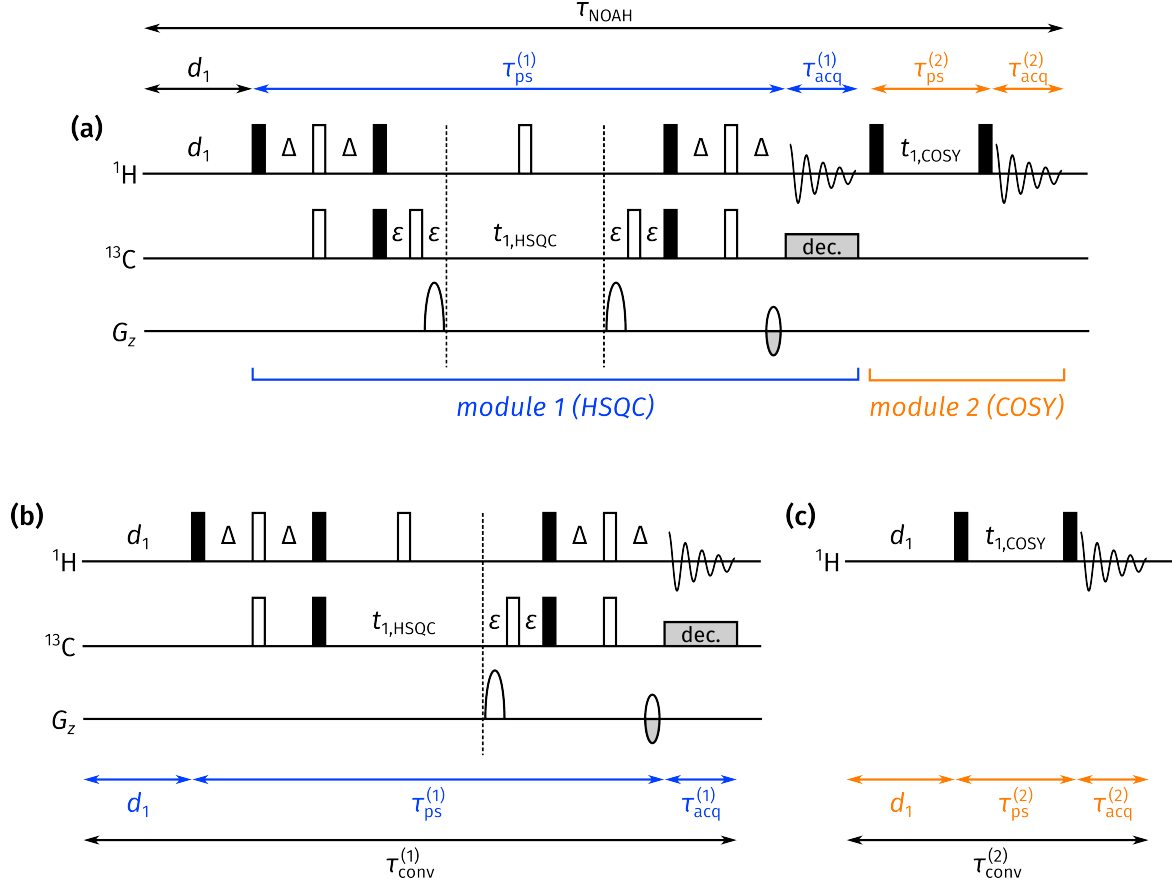 τNOAH
d1 τps(1) τacq(1) τps(2) τacq(2)
(a)
d1 Δ Δ Δ Δ t1,COSY
1H
ε ε t1,HSQC ε ε dec.
13C
Gz
module 1 (HSQC) module 2 (COSY)
(b)
d1 Δ Δ Δ Δ
1H
t1,HSQC ε ε dec.
13C
Gz
d1 τps(1) τacq(1)
τconv(1)
(c)
d1 t1,COSY
1H
d1 τps(2) τacq(2)
τconv(2)